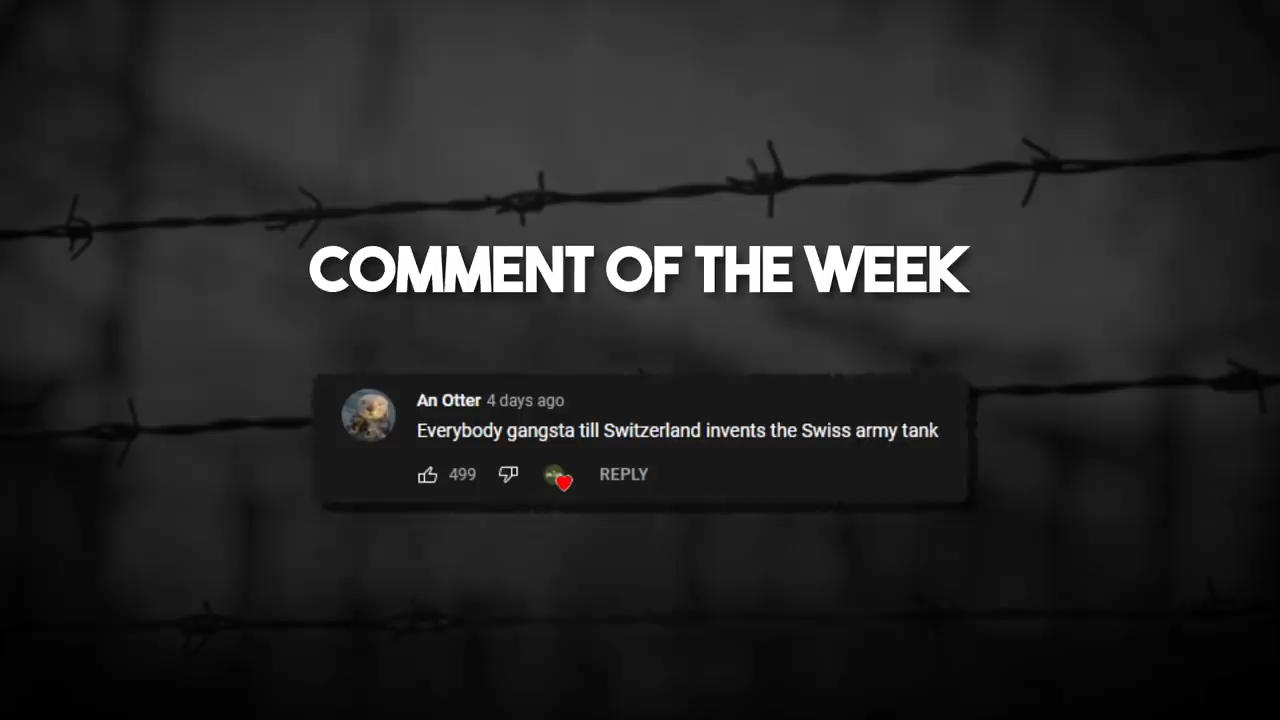 COMMENT OF THE WEEK
An Otter 4 days ago
Everybody gangsta till Switzerland invents the Swiss army tank
499 REPLY